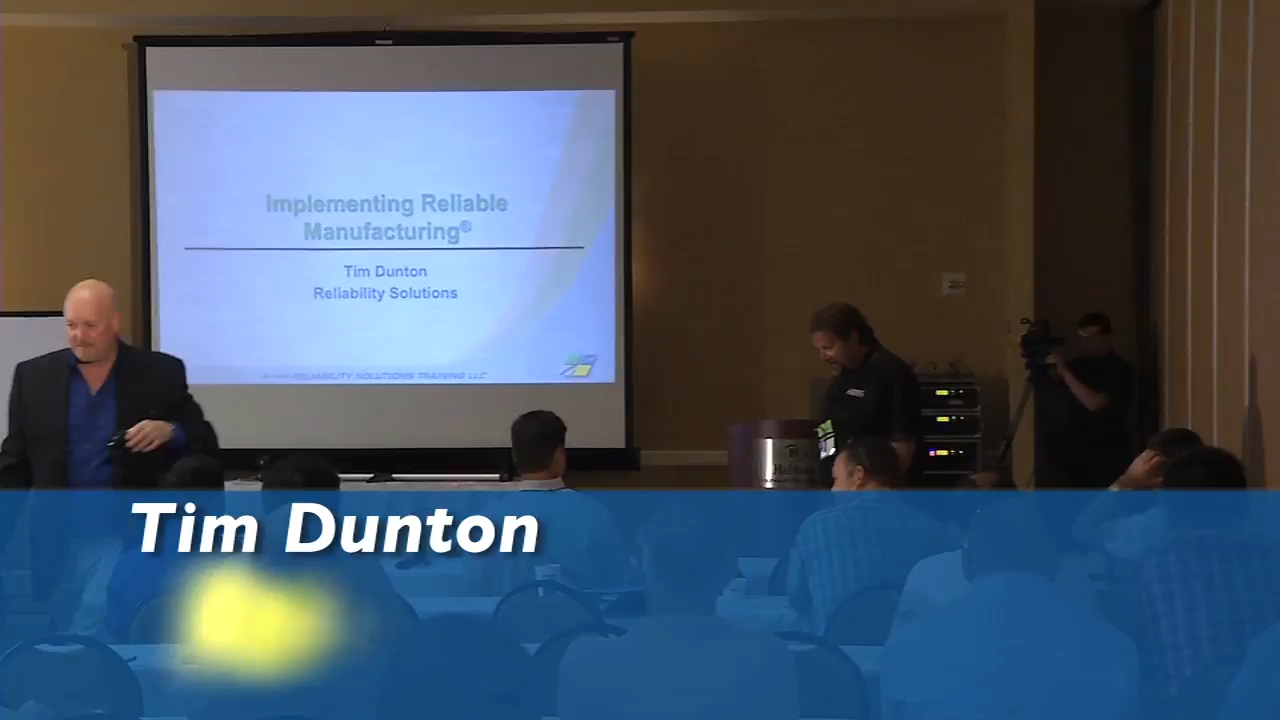 Implementing Reliable
Manufacturing®
Tim Dunton
Reliability Solutions
RELIABILITY SOLUTIONS TRAINING LLC
Tim Dunton